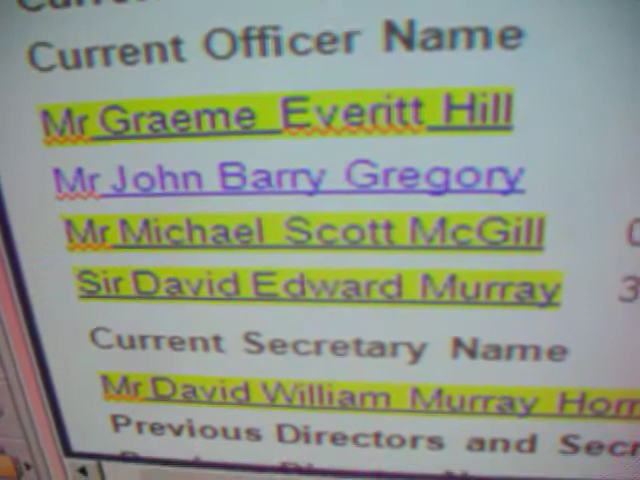 Current Officer Name
Mr Graeme Everitt Hill
Mr John Barry Gregory
Mr Michael Scott McGill
Sir David Edward Murray
Current Secretary Name
Mr David William Murray
Previous Directors and